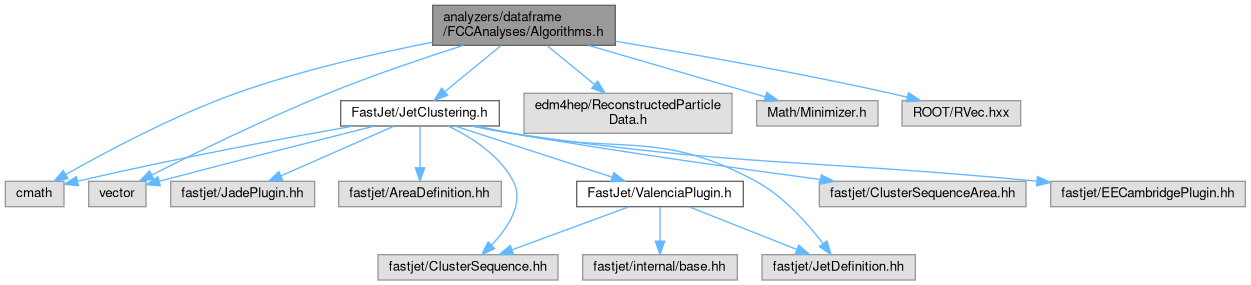 analyzers/dataframe
/FCCAnalyses/Algorithms.h
FastJet/JetClustering.h
edm4hep/ReconstructedParticle
Data.h
Math/Minimizer.h
ROOT/RVec.hxx
cmath
vector
fastjet/JadePlugin.hh
fastjet/AreaDefinition.hh
FastJet/ValenciaPlugin.h
fastjet/ClusterSequenceArea.hh
fastjet/EECambridgePlugin.hh
fastjet/ClusterSequence.hh
fastjet/internal/base.hh
fastjet/JetDefinition.hh